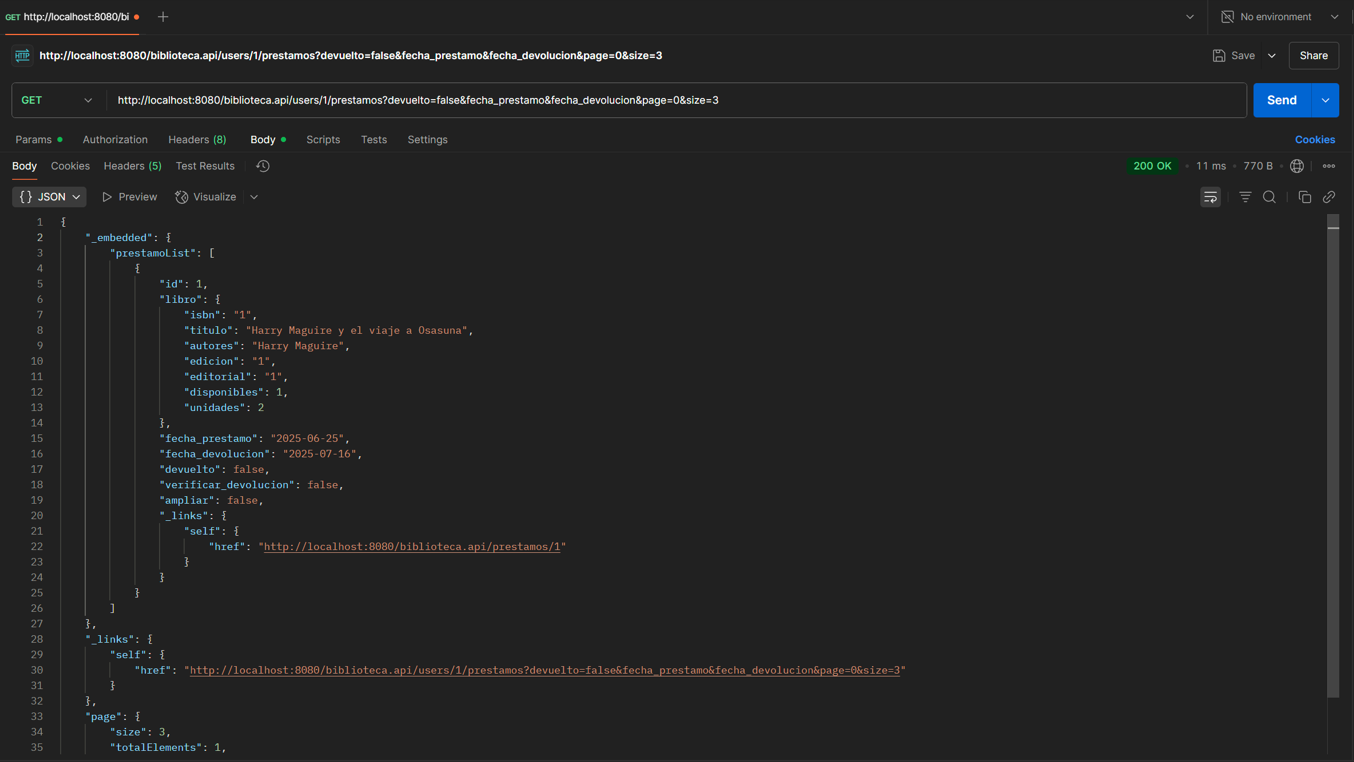 GET http://localhost:8080/bi
No environment
HTTP http://localhost:8080/biblioteca.api/users/1/prestamos?devuelto=false&fecha_prestamo&fecha_devolucion&page=0&size=3
Save
Share
GET http://localhost:8080/biblioteca.api/users/1/prestamos?devuelto=false&fecha_prestamo&fecha_devolucion&page=0&size=3
Send
Params Authorization Headers (8) Body Scripts Tests Settings Cookies
Body Cookies Headers (5) Test Results 200 OK 11 ms 770 B
{} JSON Preview Visualize
1 {
2 "_embedded": {
3 "prestamoList": [
4 {
5 "id": 1,
6 "libro": {
7 "isbn": "1",
8 "titulo": "Harry Maguire y el viaje a Osasuna",
9 "autores": "Harry Maguire",
10 "edicion": "1",
11 "editorial": "1",
12 "disponibles": 1,
13 "unidades": 2
14 },
15 "fecha_prestamo": "2025-06-25",
16 "fecha_devolucion": "2025-07-16",
17 "devuelto": false,
18 "verificar_devolucion": false,
19 "ampliar": false,
20 "_links": {
21 "self": {
22 "href": "http://localhost:8080/biblioteca.api/prestamos/1"
23 }
24 }
25 }
26 ]
27 },
28 "_links": {
29 "self": {
30 "href": "http://localhost:8080/biblioteca.api/users/1/prestamos?devuelto=false&fecha_prestamo&fecha_devolucion&page=0&size=3"
31 }
32 },
33 "page": {
34 "size": 3,
35 "totalElements": 1,